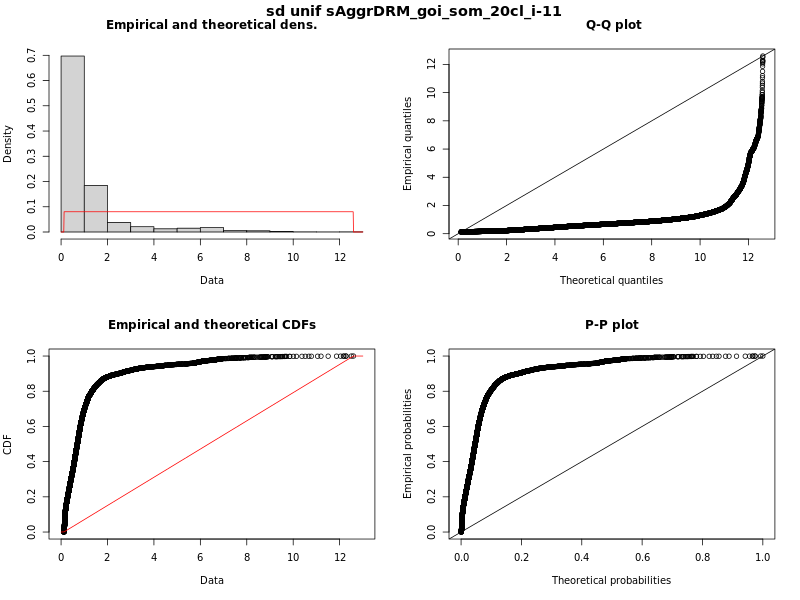 sd unif sAggrDRM_goi_som_20cl_i-11
Empirical and theoretical dens.
Density
0.0 0.1 0.2 0.3 0.4 0.5 0.6 0.7
0 2 4 6 8 10 12
Data
Q-Q plot
Empirical quantiles
0 2 4 6 8 10 12
0 2 4 6 8 10 12
Theoretical quantiles
Empirical and theoretical CDFs
CDF
0.0 0.2 0.4 0.6 0.8 1.0
0 2 4 6 8 10 12
Data
P-P plot
Empirical probabilities
0.0 0.2 0.4 0.6 0.8 1.0
0.0 0.2 0.4 0.6 0.8 1.0
Theoretical probabilities